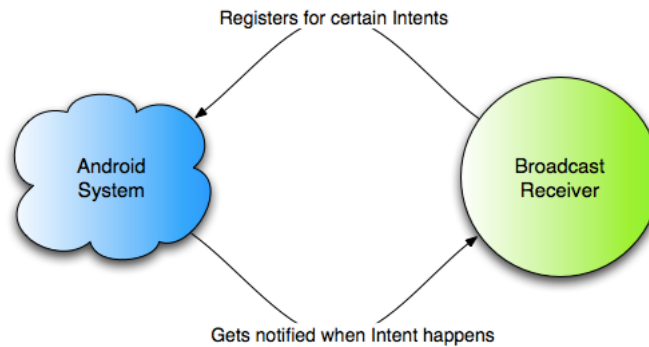 Registers for certain Intents
Android
System
Broadcast
Receiver
Gets notified when Intent happens